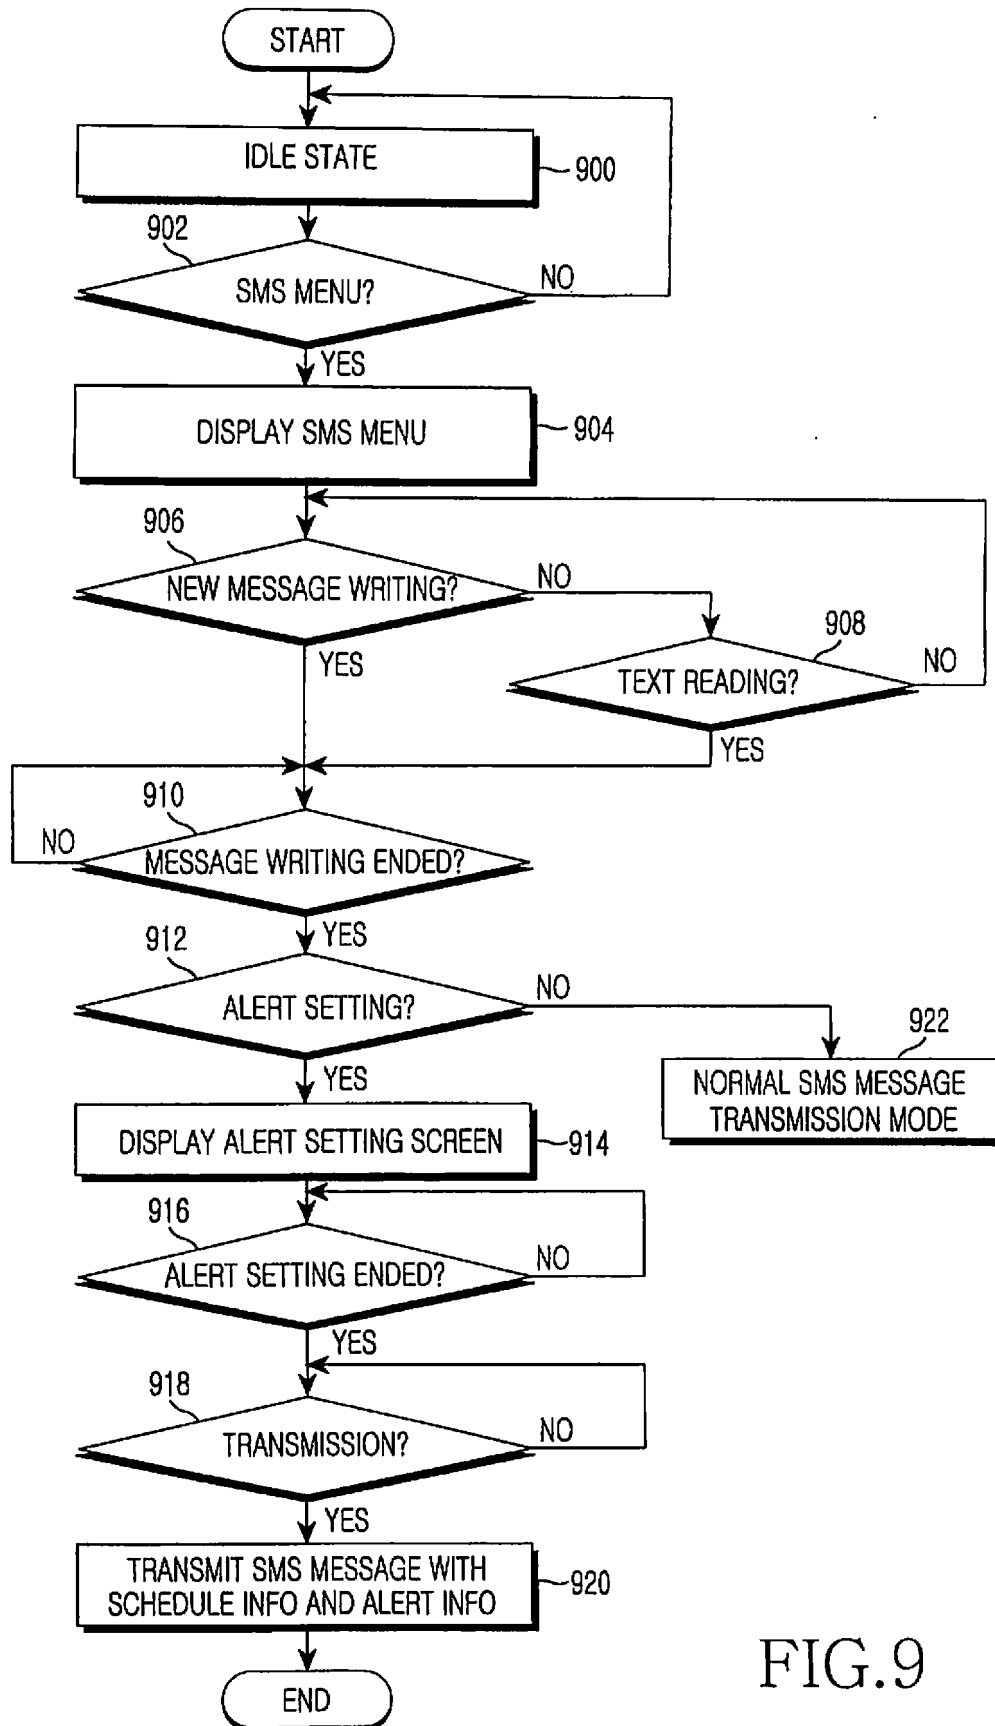 START
IDLE STATE
900
902
SMS MENU?
NO
YES
DISPLAY SMS MENU
904
906
NEW MESSAGE WRITING?
NO
YES
908
TEXT READING?
NO
YES
910
NO
MESSAGE WRITING ENDED?
YES
912
ALERT SETTING?
NO
YES
922
NORMAL SMS MESSAGE
TRANSMISSION MODE
DISPLAY ALERT SETTING SCREEN
914
916
ALERT SETTING ENDED?
NO
YES
918
TRANSMISSION?
NO
YES
TRANSMIT SMS MESSAGE WITH
SCHEDULE INFO AND ALERT INFO
920
END
FIG.9